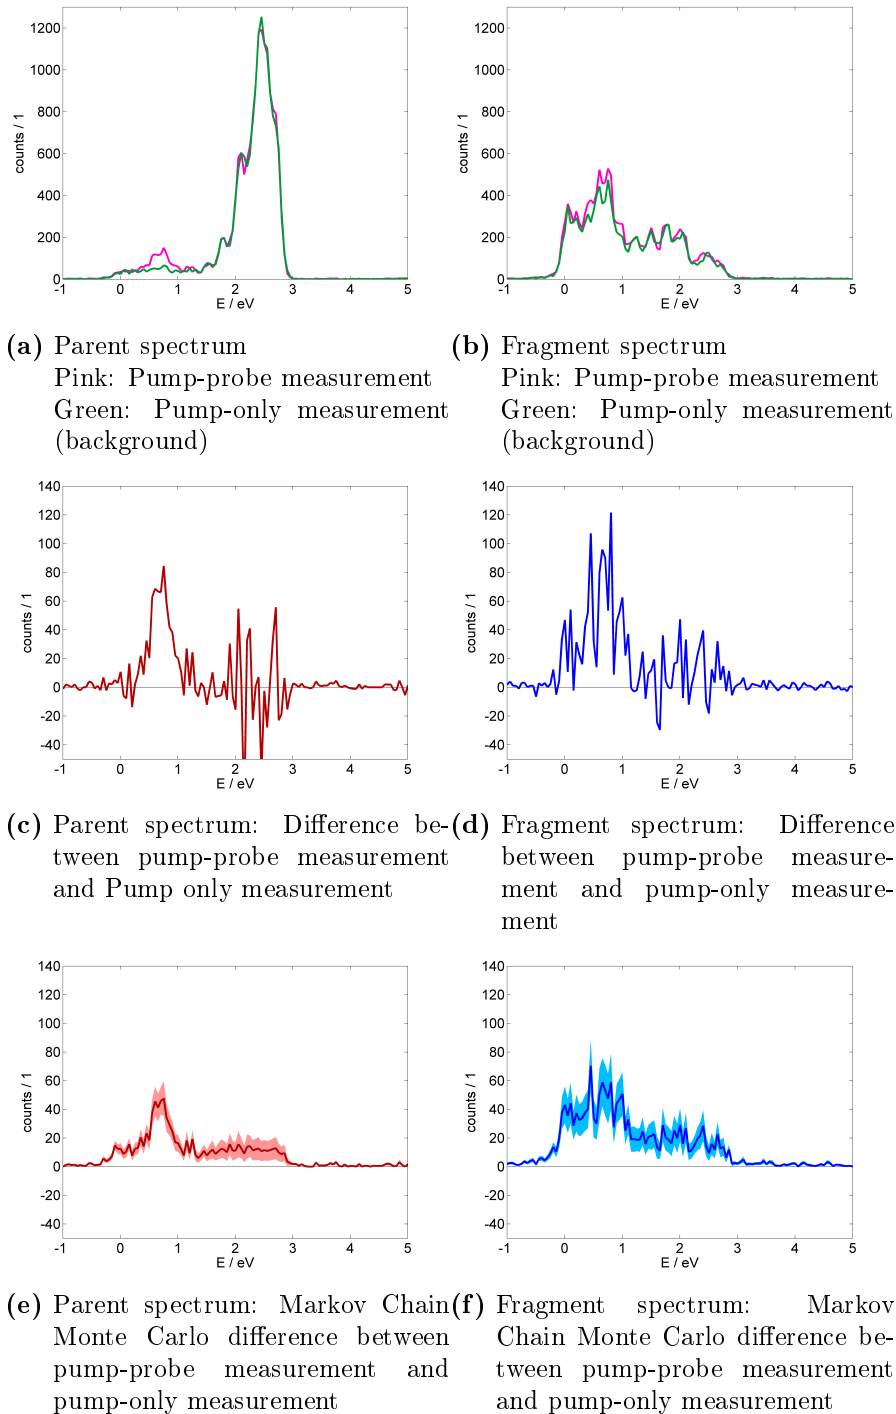 1200
1000
800
600
400
200
0
counts / 1
-1 0 1 2 3 4 5
E / eV
1200
1000
800
600
400
200
0
counts / 1
-1 0 1 2 3 4 5
E / eV
(a) Parent spectrum
Pink: Pump-probe measurement
Green: Pump-only measurement
(background)
(b) Fragment spectrum
Pink: Pump-probe measurement
Green: Pump-only measurement
(background)
140
120
100
80
60
40
20
0
-20
-40
counts / 1
-1 0 1 2 3 4 5
E / eV
140
120
100
80
60
40
20
0
-20
-40
counts / 1
-1 0 1 2 3 4 5
E / eV
(c) Parent spectrum: Difference be-
tween pump-probe measurement
and Pump only measurement
(d) Fragment spectrum: Difference
between pump-probe measure-
ment and pump-only measure-
ment
140
120
100
80
60
40
20
0
-20
-40
counts / 1
-1 0 1 2 3 4 5
E / eV
140
120
100
80
60
40
20
0
-20
-40
counts / 1
-1 0 1 2 3 4 5
E / eV
(e) Parent spectrum: Markov Chain
Monte Carlo difference between
pump-probe measurement and
pump-only measurement
(f) Fragment spectrum: Markov
Chain Monte Carlo difference be-
tween pump-probe measurement
and pump-only measurement